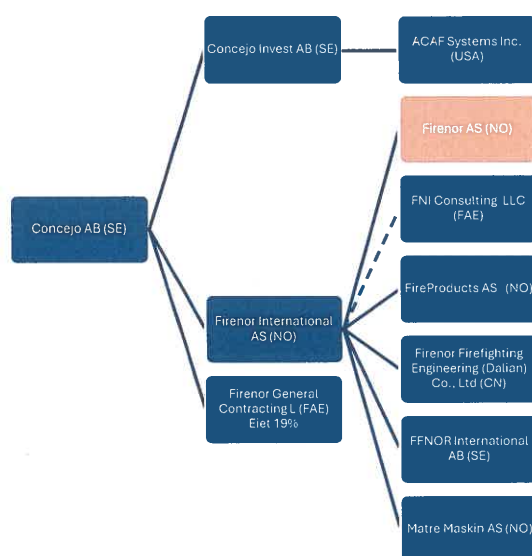 Concejo Invest AB (SE)
ACAF Systems Inc.
(USA)
Firenor AS (NO)
FNI Consulting LLC
(FAE)
Concejo AB (SE)
FireProducts AS (NO)
Firenor International
AS (NO)
Firenor Firefighting
Engineering (Dalian)
Co., Ltd (CN)
Firenor General
Contracting L (FAE)
Eiet 19%
FFNOR International
AB (SE)
Matre Maskin AS (NO)